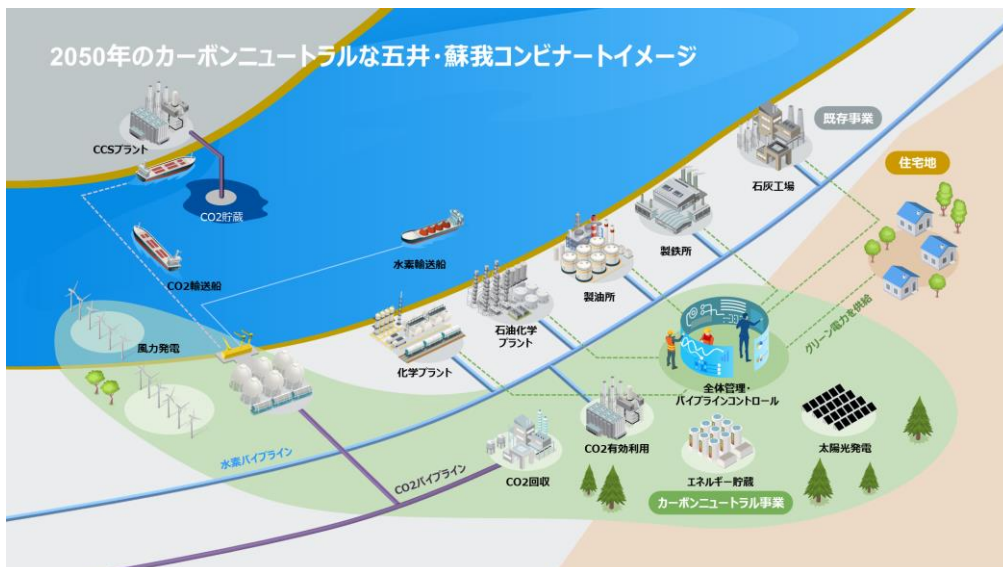 2050年のカーボンニュートラルな五井・蘇我コンビナートイメージ
CCSプラント
CO2貯蔵
CO2輸送船
水素輸送船
風力発電
石灰工場
既存事業
住宅地
製鉄所
製油所
石油化学
プラント
化学プラント
グリーン電力を供給
全体管理・
パイプラインコントロール
CO2有効利用
CO2回収
エネルギー貯蔵
太陽光発電
水素パイプライン
CO2パイプライン
カーボンニュートラル事業